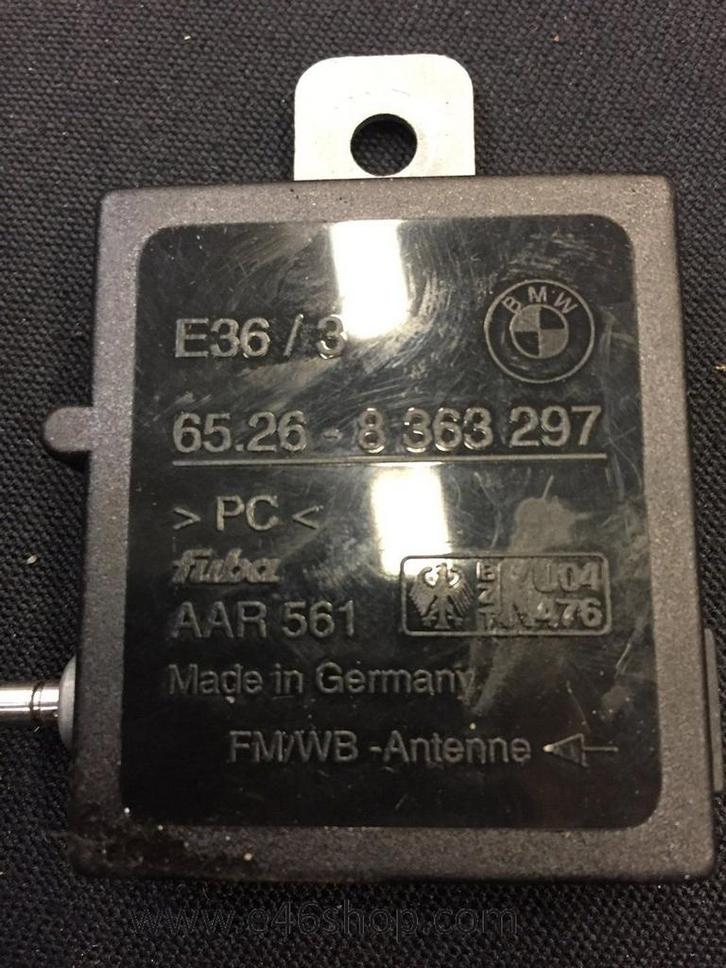 E36 / 3
BMW
65.26 - 8 363 297
> PC <
fuba
BZT
AAR 561
Made in Germany
FM/WB -Antenne
www.e46shop.com